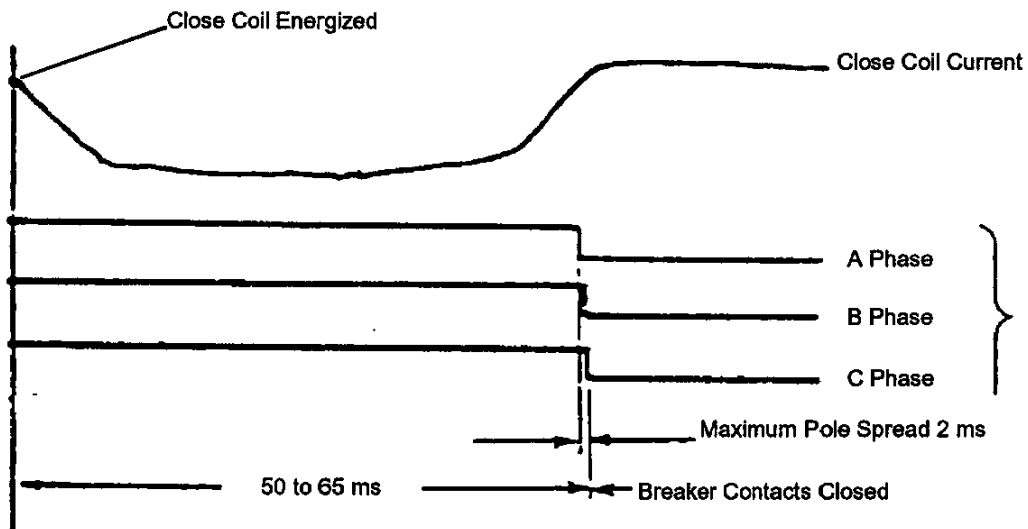 Close Coil Energized
Close Coil Current
A Phase
B Phase
C Phase
Maximum Pole Spread 2 ms
50 to 65 ms
Breaker Contacts Closed